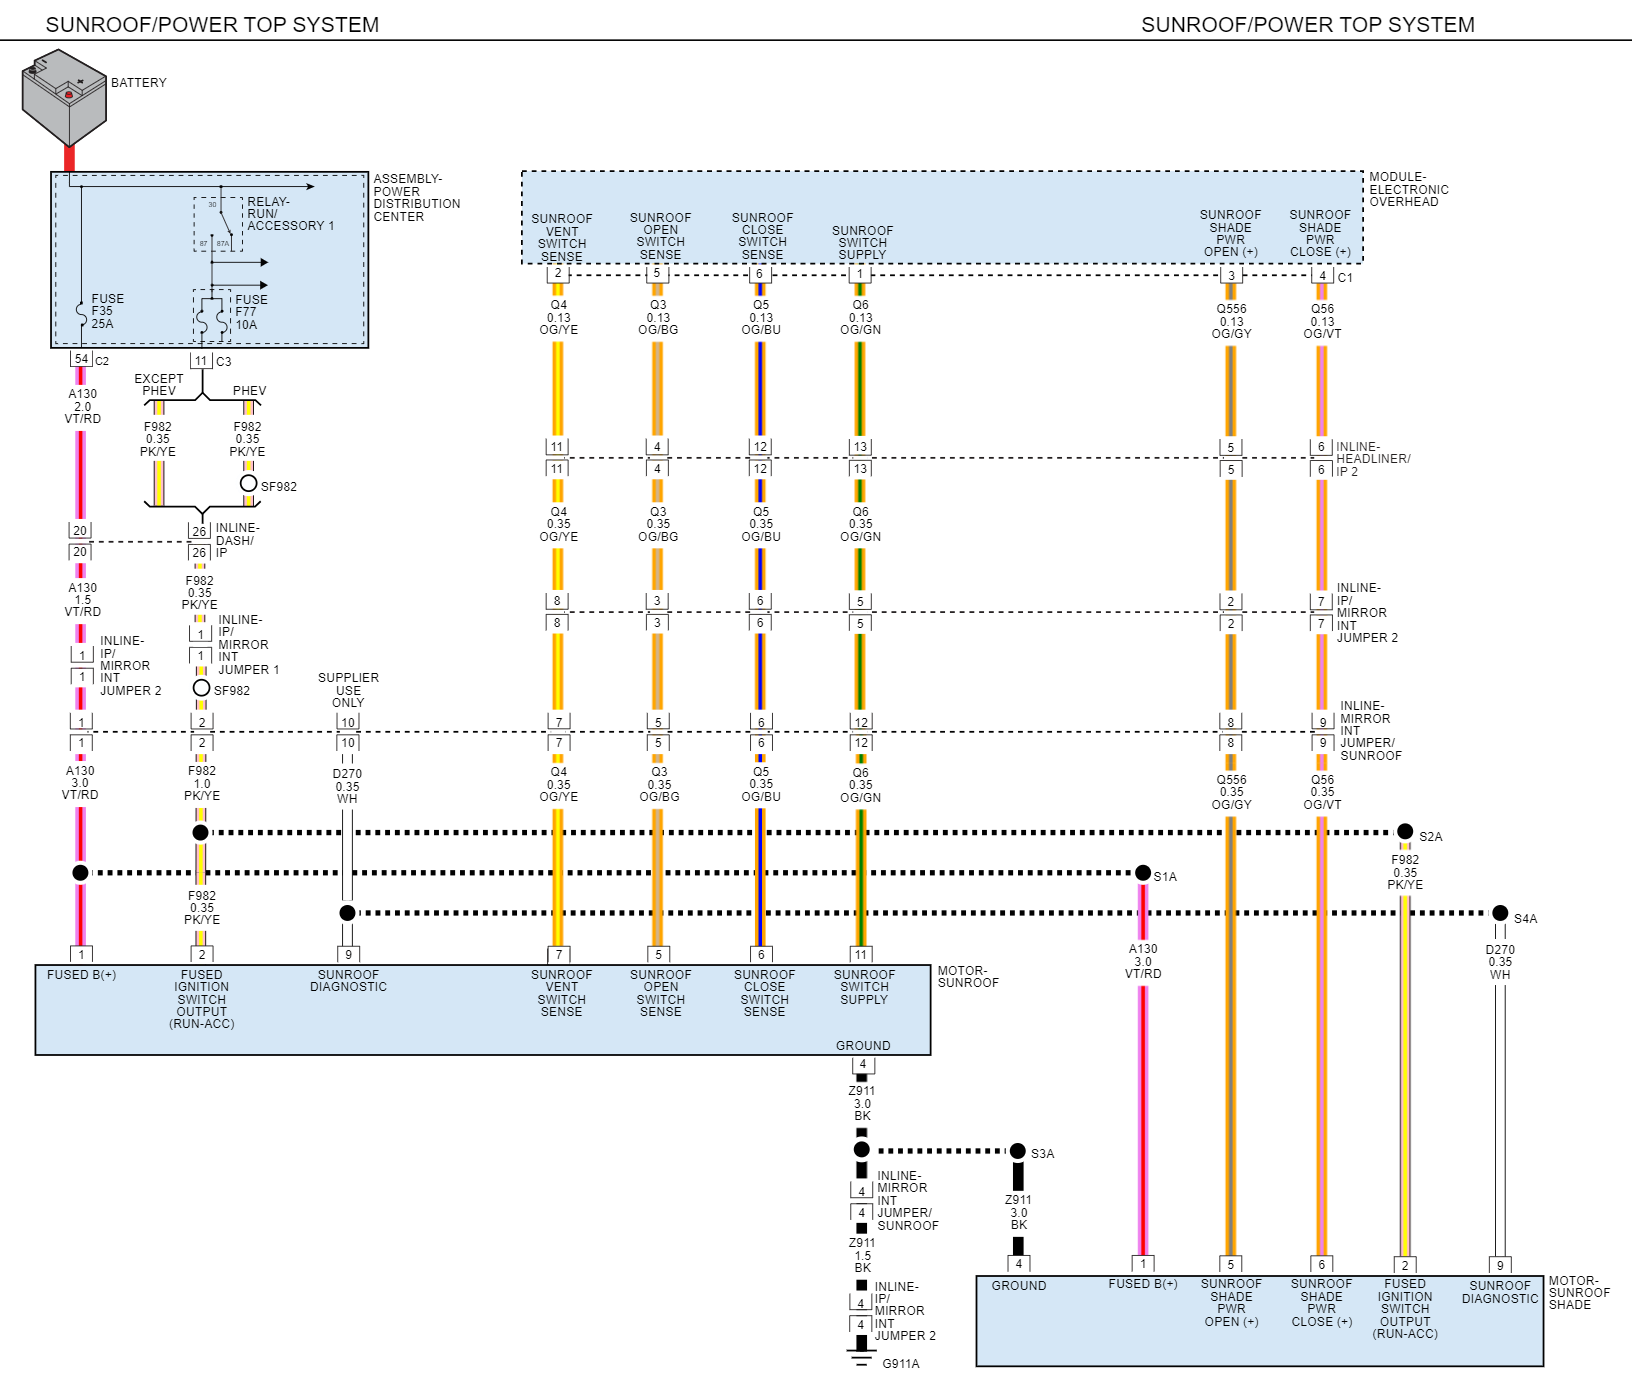 SUNROOF/POWER TOP SYSTEM
SUNROOF/POWER TOP SYSTEM
BATTERY
ASSEMBLY-
POWER
DISTRIBUTION
CENTER
30
RELAY-
RUN/
ACCESSORY 1
87
87A
FUSE
F35
25A
FUSE
F77
10A
54
C2
11
C3
MODULE-
ELECTRONIC
OVERHEAD
SUNROOF
VENT
SWITCH
SENSE
SUNROOF
OPEN
SWITCH
SENSE
SUNROOF
CLOSE
SWITCH
SENSE
SUNROOF
SWITCH
SUPPLY
SUNROOF
SHADE
PWR
OPEN (+)
SUNROOF
SHADE
PWR
CLOSE (+)
2
5
6
1
3
4
C1
Q4
0.13
OG/YE
Q3
0.13
OG/BG
Q5
0.13
OG/BU
Q6
0.13
OG/GN
Q556
0.13
OG/GY
Q56
0.13
OG/VT
A130
2.0
VT/RD
EXCEPT
PHEV
PHEV
F982
0.35
PK/YE
F982
0.35
PK/YE
SF982
11
4
12
13
5
6
11
4
12
13
5
6
INLINE-
HEADLINER/
IP 2
20
26
20
26
INLINE-
DASH/
IP
Q4
0.35
OG/YE
Q3
0.35
OG/BG
Q5
0.35
OG/BU
Q6
0.35
OG/GN
A130
1.5
VT/RD
F982
0.35
PK/YE
8
3
6
5
2
7
8
3
6
5
2
7
INLINE-
IP/
MIRROR
INT
JUMPER 2
1
1
INLINE-
IP/
MIRROR
INT
JUMPER 2
1
1
INLINE-
IP/
MIRROR
INT
JUMPER 1
SF982
SUPPLIER
USE
ONLY
1
2
10
7
5
6
12
8
9
1
2
10
7
5
6
12
8
9
INLINE-
MIRROR
INT
JUMPER/
SUNROOF
A130
3.0
VT/RD
F982
1.0
PK/YE
D270
0.35
WH
Q4
0.35
OG/YE
Q3
0.35
OG/BG
Q5
0.35
OG/BU
Q6
0.35
OG/GN
Q556
0.35
OG/GY
Q56
0.35
OG/VT
S2A
F982
0.35
PK/YE
S1A
F982
0.35
PK/YE
S4A
A130
3.0
VT/RD
D270
0.35
WH
1
2
9
7
5
6
11
FUSED B(+)
FUSED
IGNITION
SWITCH
OUTPUT
(RUN-ACC)
SUNROOF
DIAGNOSTIC
SUNROOF
VENT
SWITCH
SENSE
SUNROOF
OPEN
SWITCH
SENSE
SUNROOF
CLOSE
SWITCH
SENSE
SUNROOF
SWITCH
SUPPLY
MOTOR-
SUNROOF
GROUND
4
Z911
3.0
BK
S3A
4
4
INLINE-
MIRROR
INT
JUMPER/
SUNROOF
Z911
3.0
BK
Z911
1.5
BK
4
4
INLINE-
IP/
MIRROR
INT
JUMPER 2
G911A
4
1
5
6
2
9
GROUND
FUSED B(+)
SUNROOF
SHADE
PWR
OPEN (+)
SUNROOF
SHADE
PWR
CLOSE (+)
FUSED
IGNITION
SWITCH
OUTPUT
(RUN-ACC)
SUNROOF
DIAGNOSTIC
MOTOR-
SUNROOF
SHADE